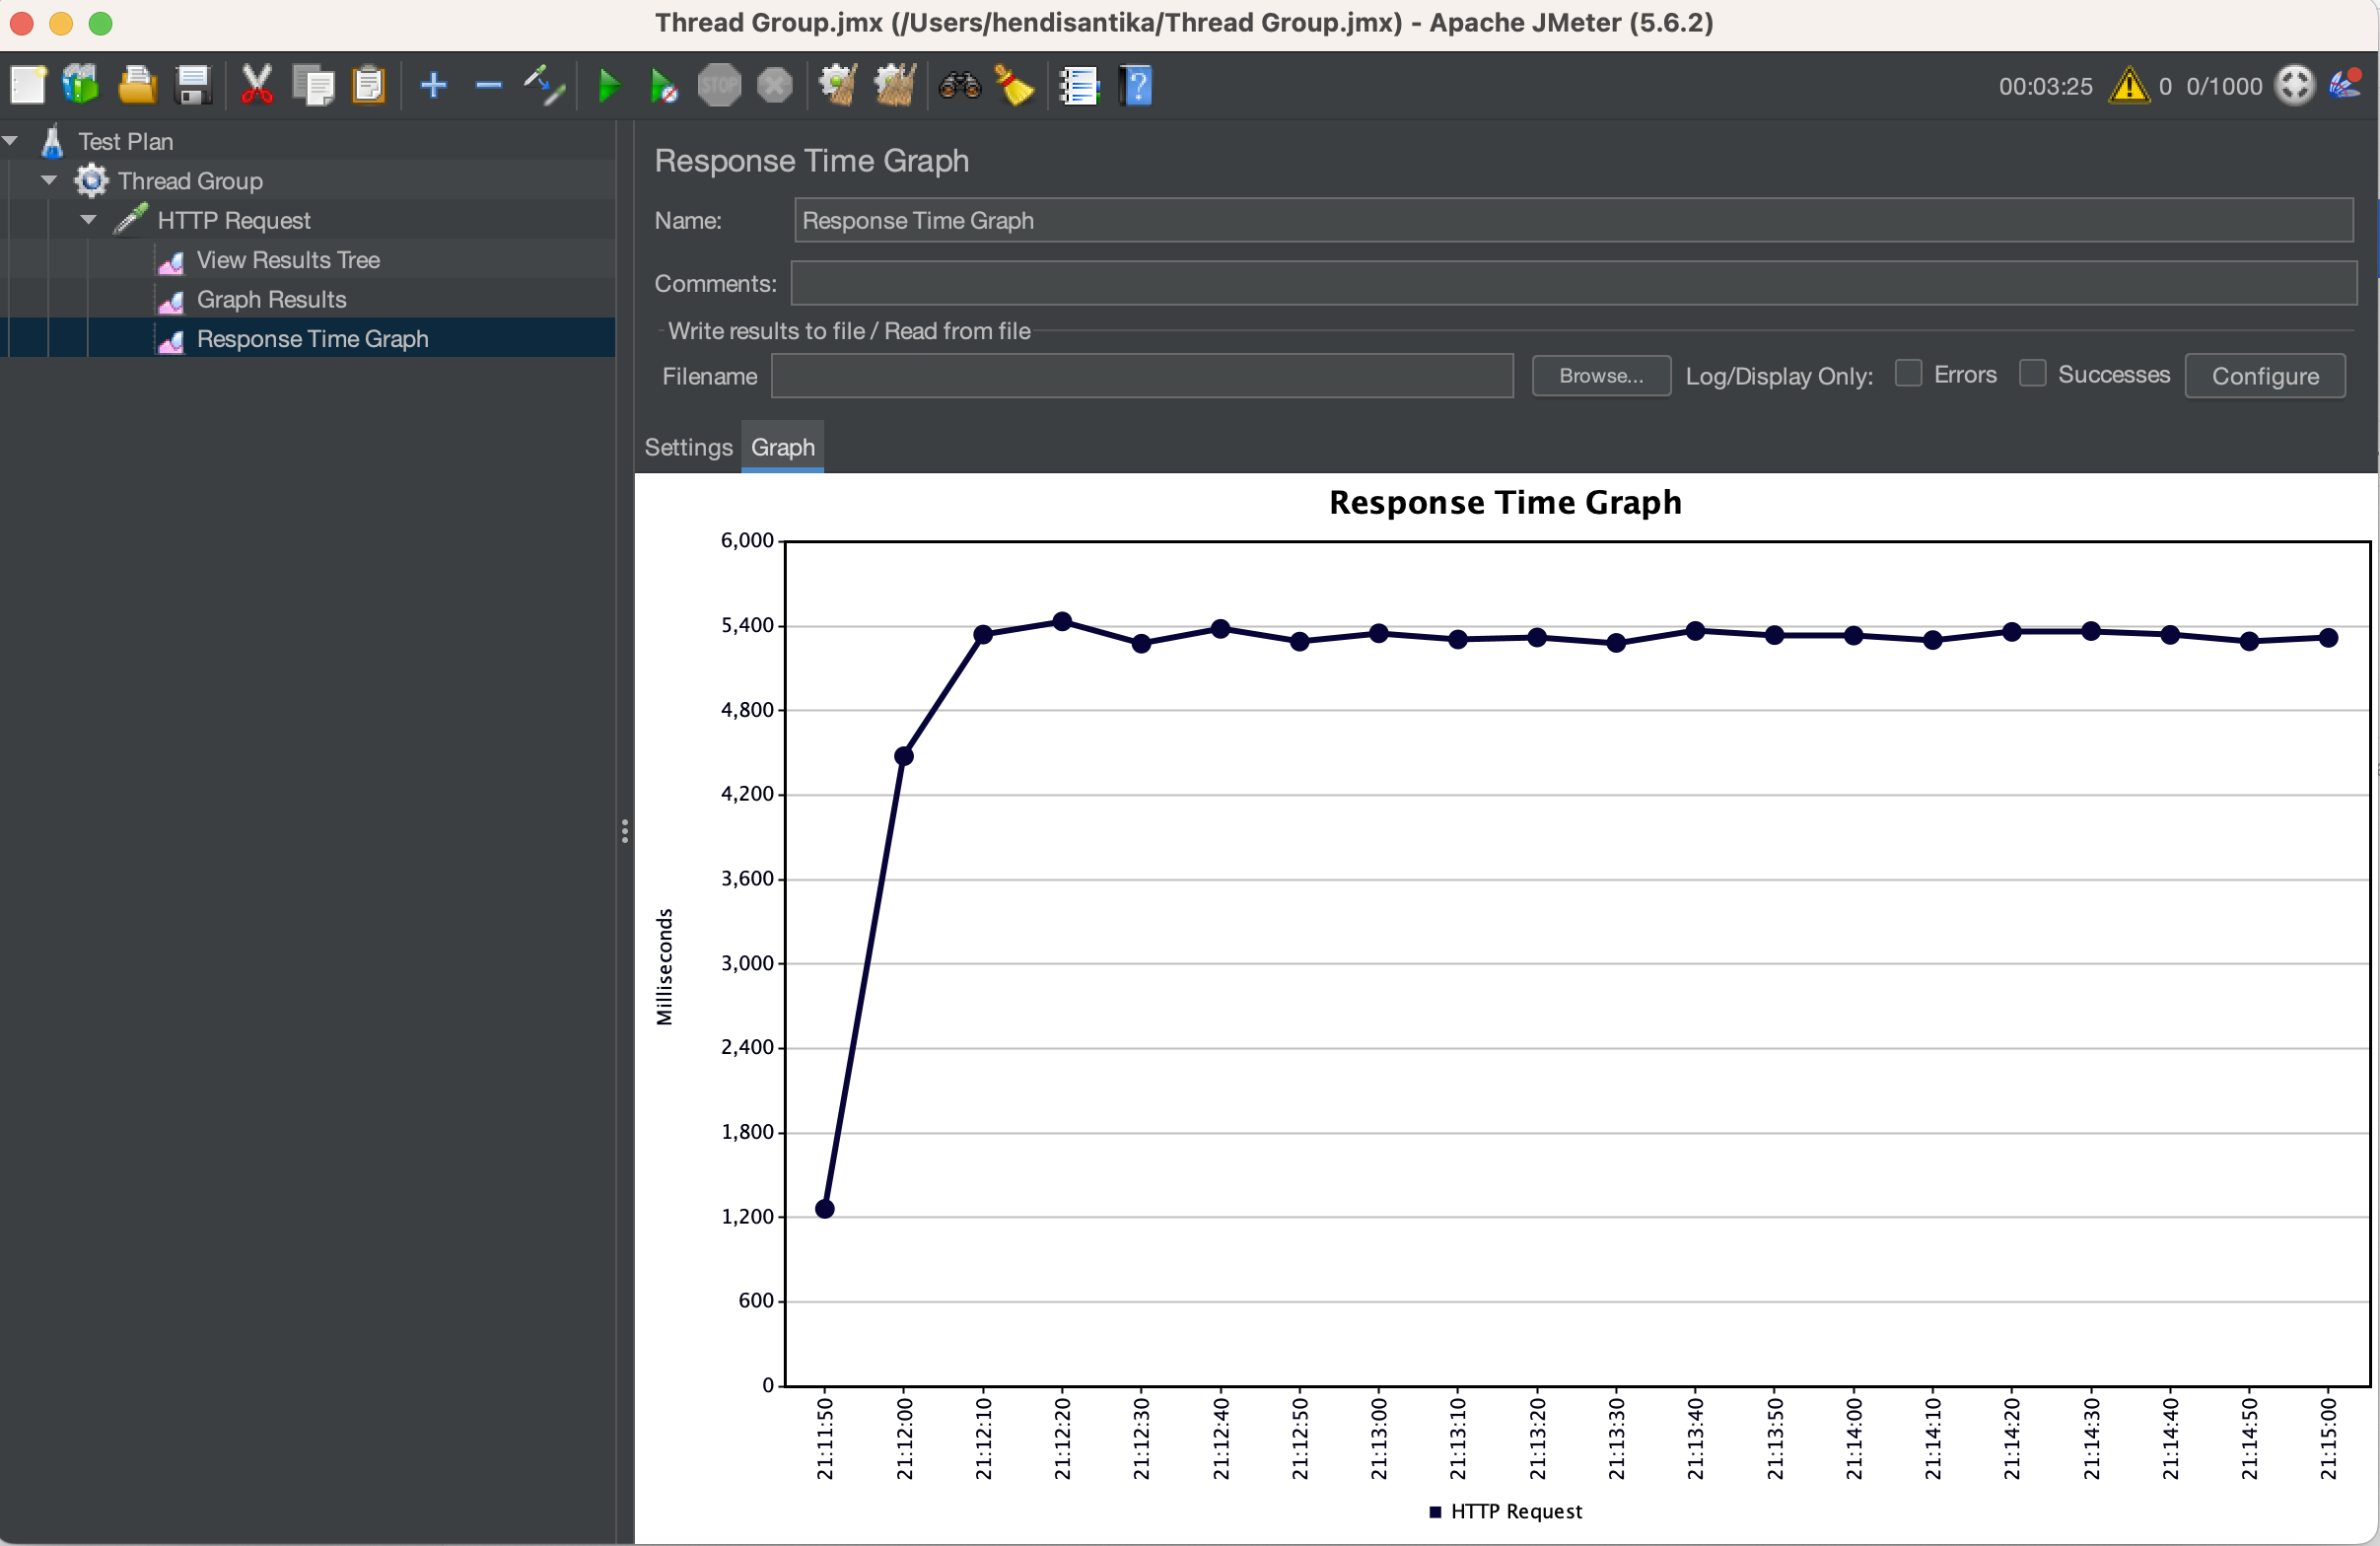 Thread Group.jmx (/Users/hendisantika/Thread Group.jmx) - Apache JMeter (5.6.2)
STOP
?
00:03:25 ! 0 0/1000
Test Plan
Thread Group
HTTP Request
View Results Tree
Graph Results
Response Time Graph
Response Time Graph
Name: Response Time Graph
Comments:
Write results to file / Read from file
Filename Browse... Log/Display Only: Errors Successes Configure
Settings Graph
Response Time Graph
Milliseconds
6,000
5,400
4,800
4,200
3,600
3,000
2,400
1,800
1,200
600
0
21:11:50
21:12:00
21:12:10
21:12:20
21:12:30
21:12:40
21:12:50
21:13:00
21:13:10
21:13:20
21:13:30
21:13:40
21:13:50
21:14:00
21:14:10
21:14:20
21:14:30
21:14:40
21:14:50
21:15:00
HTTP Request